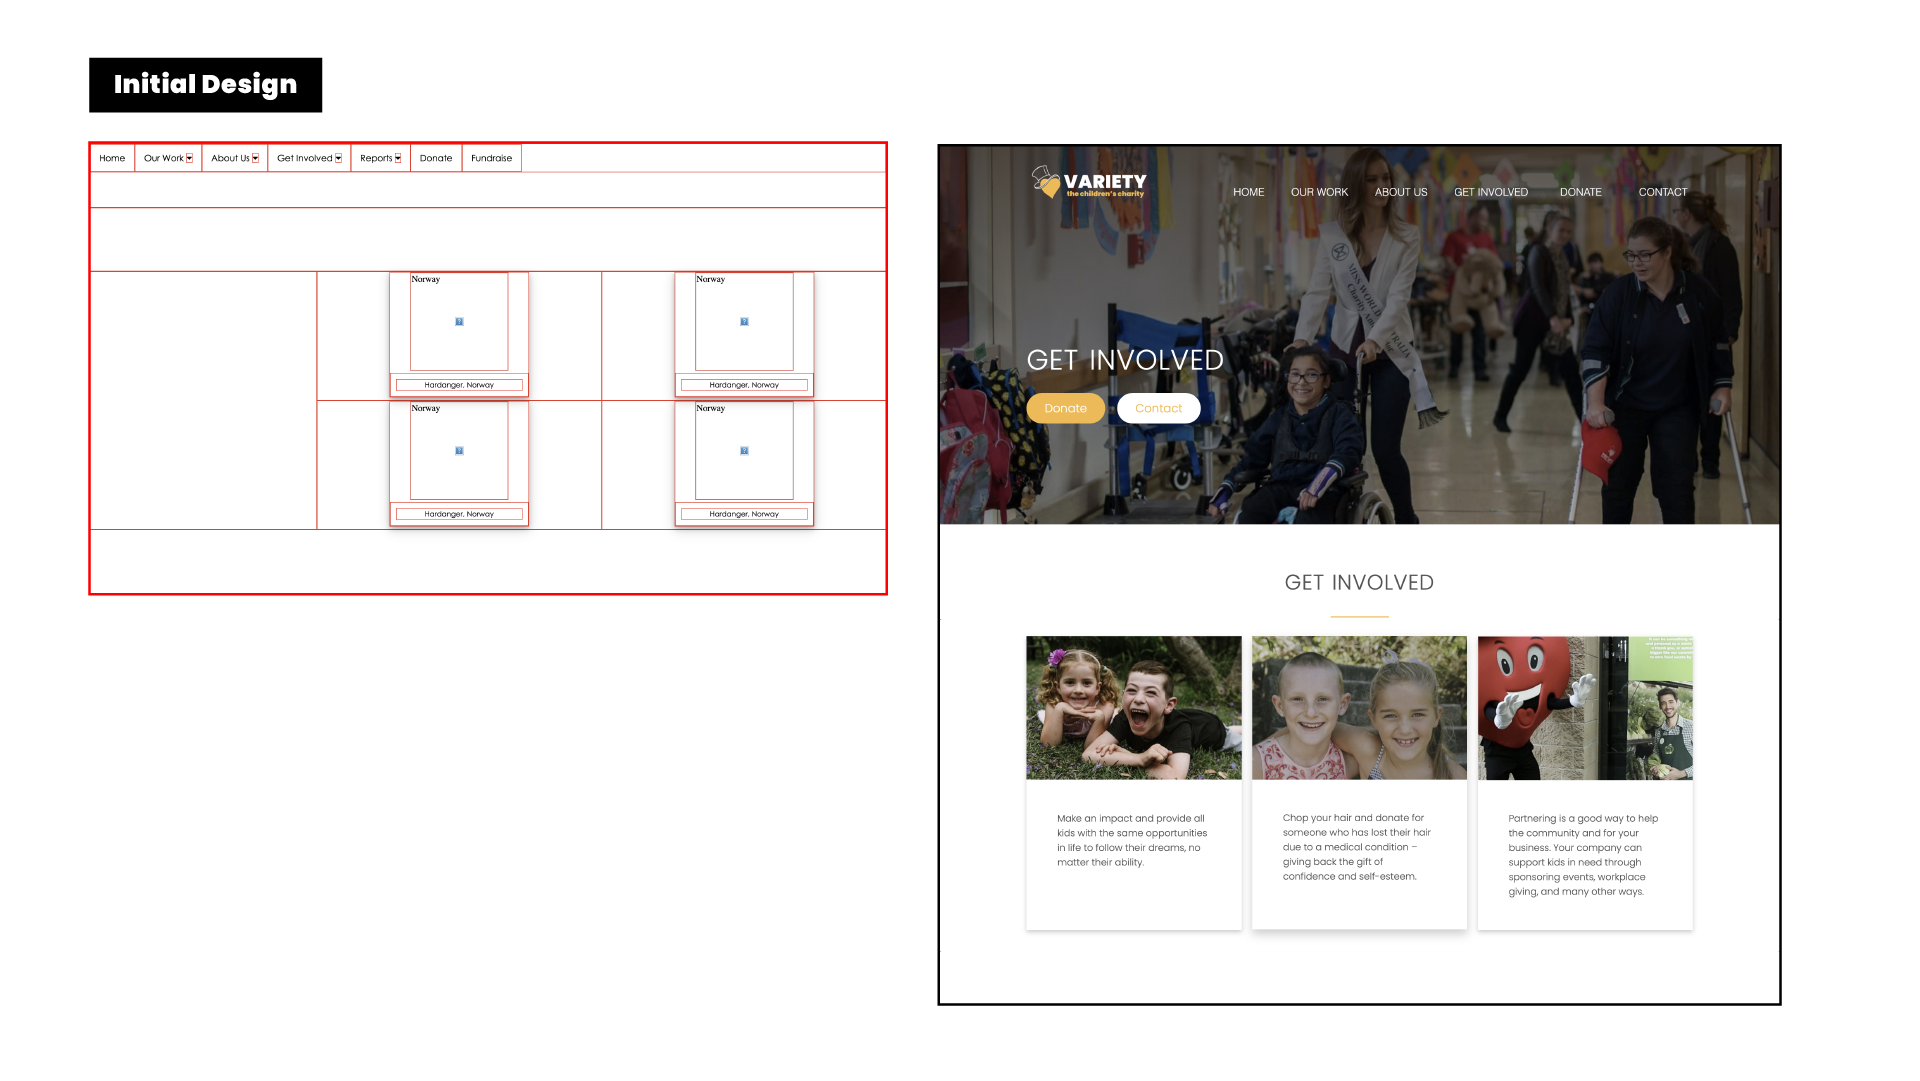 Initial Design
Home Our Work About Us Get Involved Reports Donate Fundraise
Norway Norway
Hardanger, Norway Hardanger, Norway
Norway Norway
Hardanger, Norway Hardanger, Norway
VARIETY
the children's charity
HOME OUR WORK ABOUT US GET INVOLVED DONATE CONTACT
MISS WORLD
GET INVOLVED
Donate Contact
GET INVOLVED
Make an impact and provide all
kids with the same opportunities
in life to follow their dreams, no
matter their ability.
Chop your hair and donate for
someone who has lost their hair
due to a medical condition –
giving back the gift of
confidence and self-esteem.
Partnering is a good way to help
the community and for your
business. Your company can
support kids in need through
sponsoring events, workplace
giving, and many other ways.